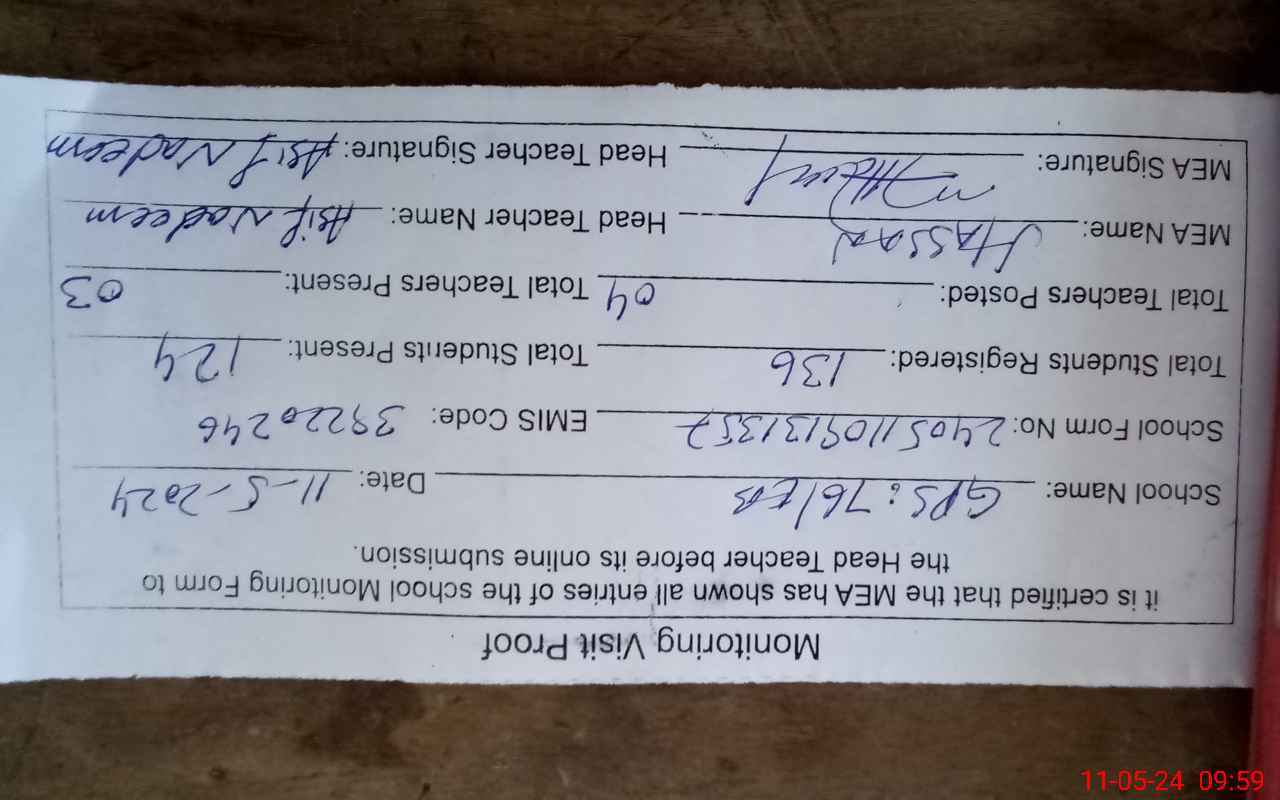 Monitoring Visit Proof
it is certified that the MEA has shown all entries of the school Monitoring Form to
the Head Teacher before its online submission.
School Name: GPS: 76/EB Date: 11-5-2024
School Form No: 24051109131357 EMIS Code: 39220246
Total Students Registered: 136 Total Students Present: 124
Total Teachers Posted: 04 Total Teachers Present: 03
MEA Name: Hassan Head Teacher Name: Asif Nadeem
MEA Signature: Head Teacher Signature: Asif Nadeem
11-05-24 09:59